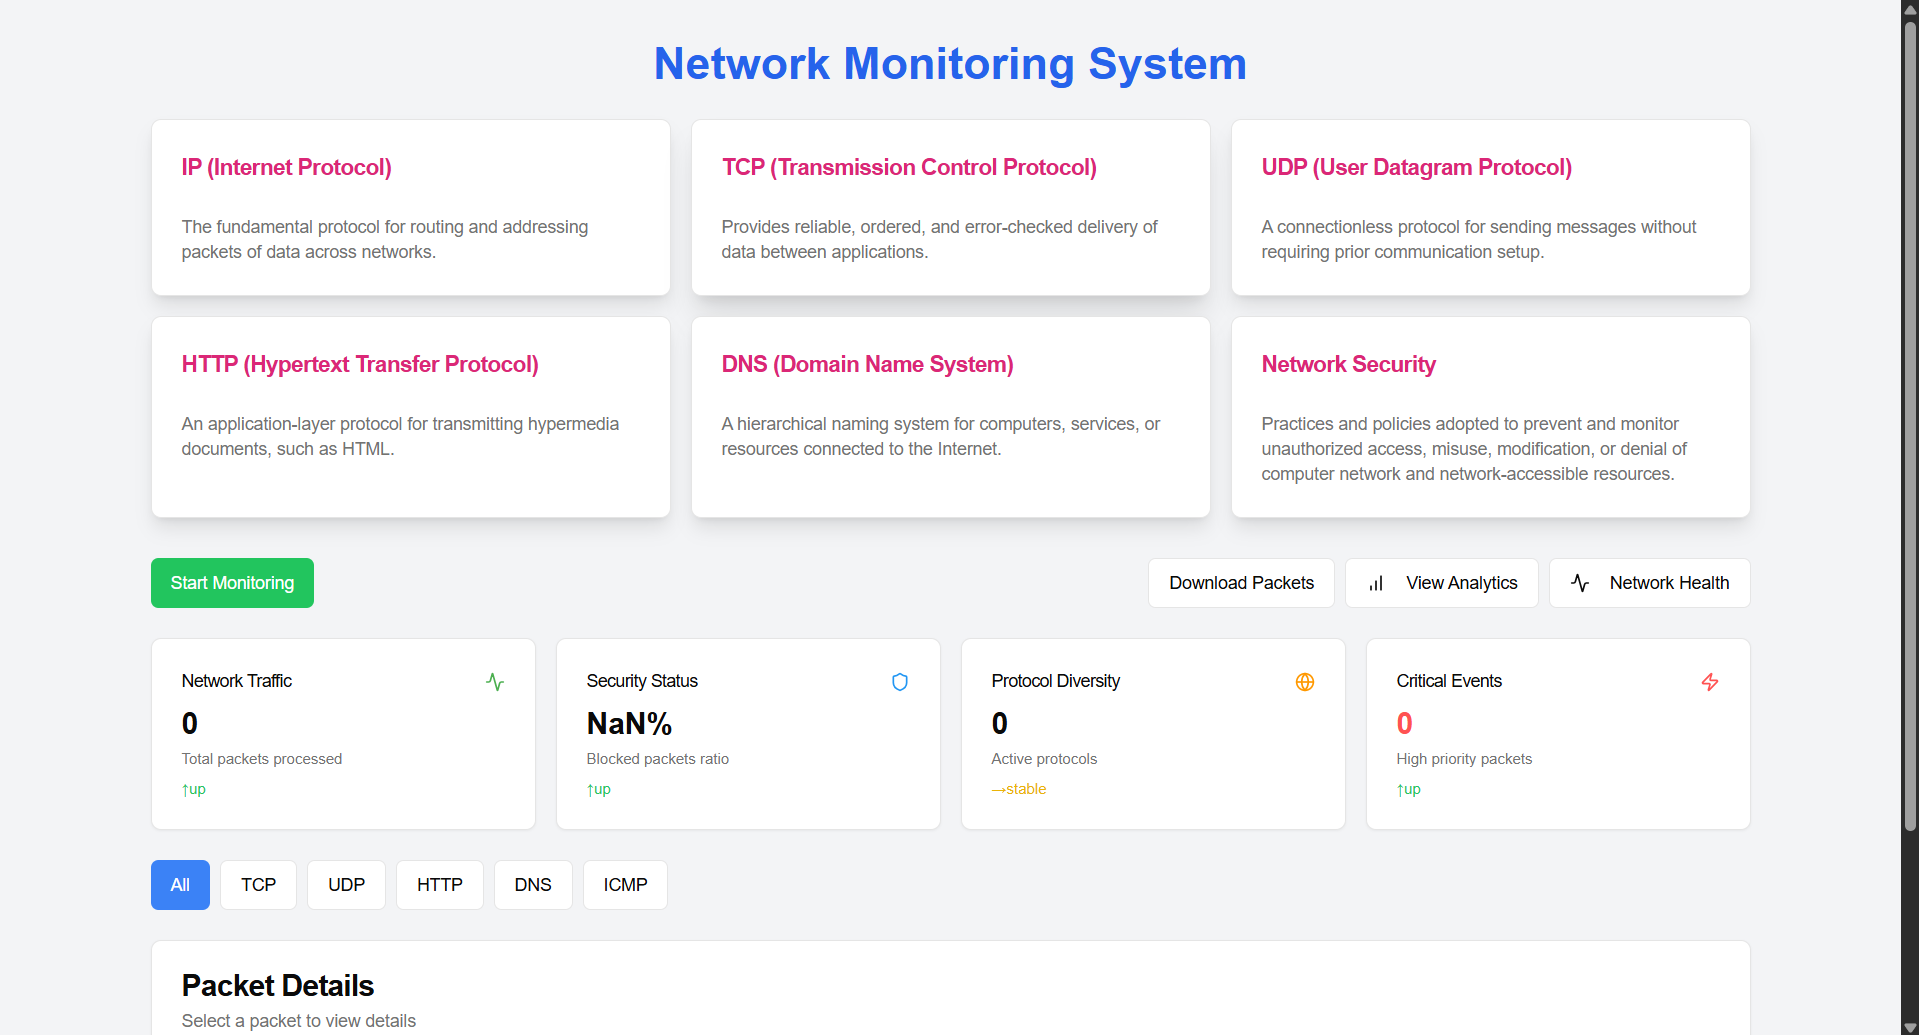 Network Monitoring System
IP (Internet Protocol)
The fundamental protocol for routing and addressing
packets of data across networks.
TCP (Transmission Control Protocol)
Provides reliable, ordered, and error-checked delivery of
data between applications.
UDP (User Datagram Protocol)
A connectionless protocol for sending messages without
requiring prior communication setup.
HTTP (Hypertext Transfer Protocol)
An application-layer protocol for transmitting hypermedia
documents, such as HTML.
DNS (Domain Name System)
A hierarchical naming system for computers, services, or
resources connected to the Internet.
Network Security
Practices and policies adopted to prevent and monitor
unauthorized access, misuse, modification, or denial of
computer network and network-accessible resources.
Start Monitoring
Download Packets
View Analytics
Network Health
Network Traffic
0
Total packets processed
↑up
Security Status
NaN%
Blocked packets ratio
↑up
Protocol Diversity
0
Active protocols
→stable
Critical Events
0
High priority packets
↑up
All
TCP
UDP
HTTP
DNS
ICMP
Packet Details
Select a packet to view details